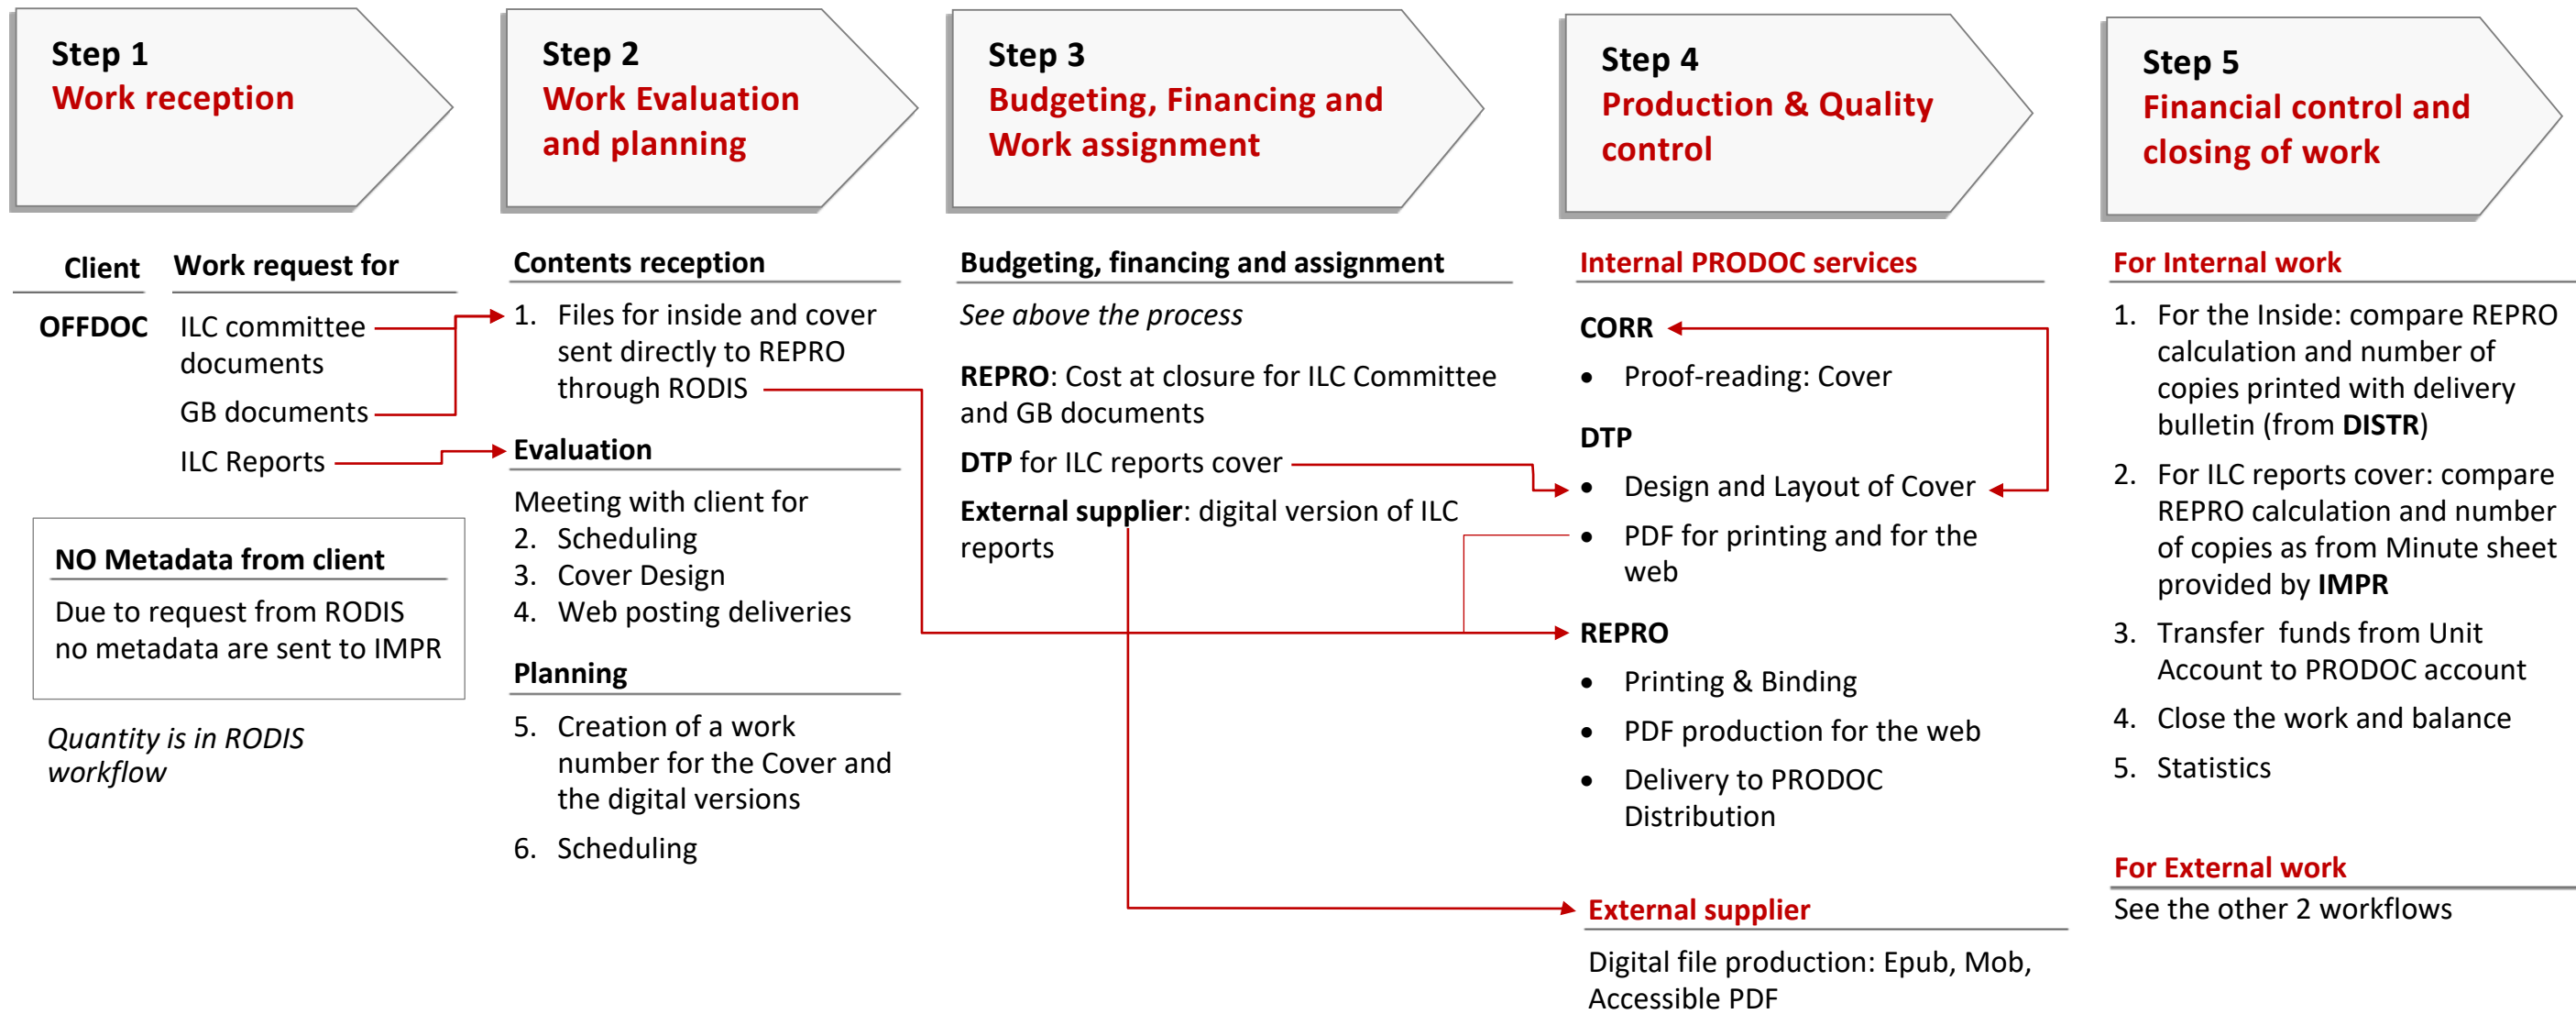 Step 1
Work reception
Step 2
Work Evaluation
and planning
Step 3
Budgeting, Financing and
Work assignment
Step 4
Production & Quality
control
Step 5
Financial control and
closing of work
Client
Work request for
OFFDOC
ILC committee
documents
GB documents
ILC Reports
NO Metadata from client
Due to request from RODIS
no metadata are sent to IMPR
Quantity is in RODIS
workflow
Contents reception
1. Files for inside and cover
sent directly to REPRO
through RODIS
Evaluation
Meeting with client for
2. Scheduling
3. Cover Design
4. Web posting deliveries
Planning
5. Creation of a work
number for the Cover and
the digital versions
6. Scheduling
Budgeting, financing and assignment
See above the process
REPRO: Cost at closure for ILC Committee
and GB documents
DTP for ILC reports cover
External supplier: digital version of ILC
reports
Internal PRODOC services
CORR
• Proof-reading: Cover
DTP
• Design and Layout of Cover
• PDF for printing and for the
web
REPRO
• Printing & Binding
• PDF production for the web
• Delivery to PRODOC
Distribution
External supplier
Digital file production: Epub, Mob,
Accessible PDF
For Internal work
1. For the Inside: compare REPRO
calculation and number of
copies printed with delivery
bulletin (from DISTR)
2. For ILC reports cover: compare
REPRO calculation and number
of copies as from Minute sheet
provided by IMPR
3. Transfer funds from Unit
Account to PRODOC account
4. Close the work and balance
5. Statistics
For External work
See the other 2 workflows